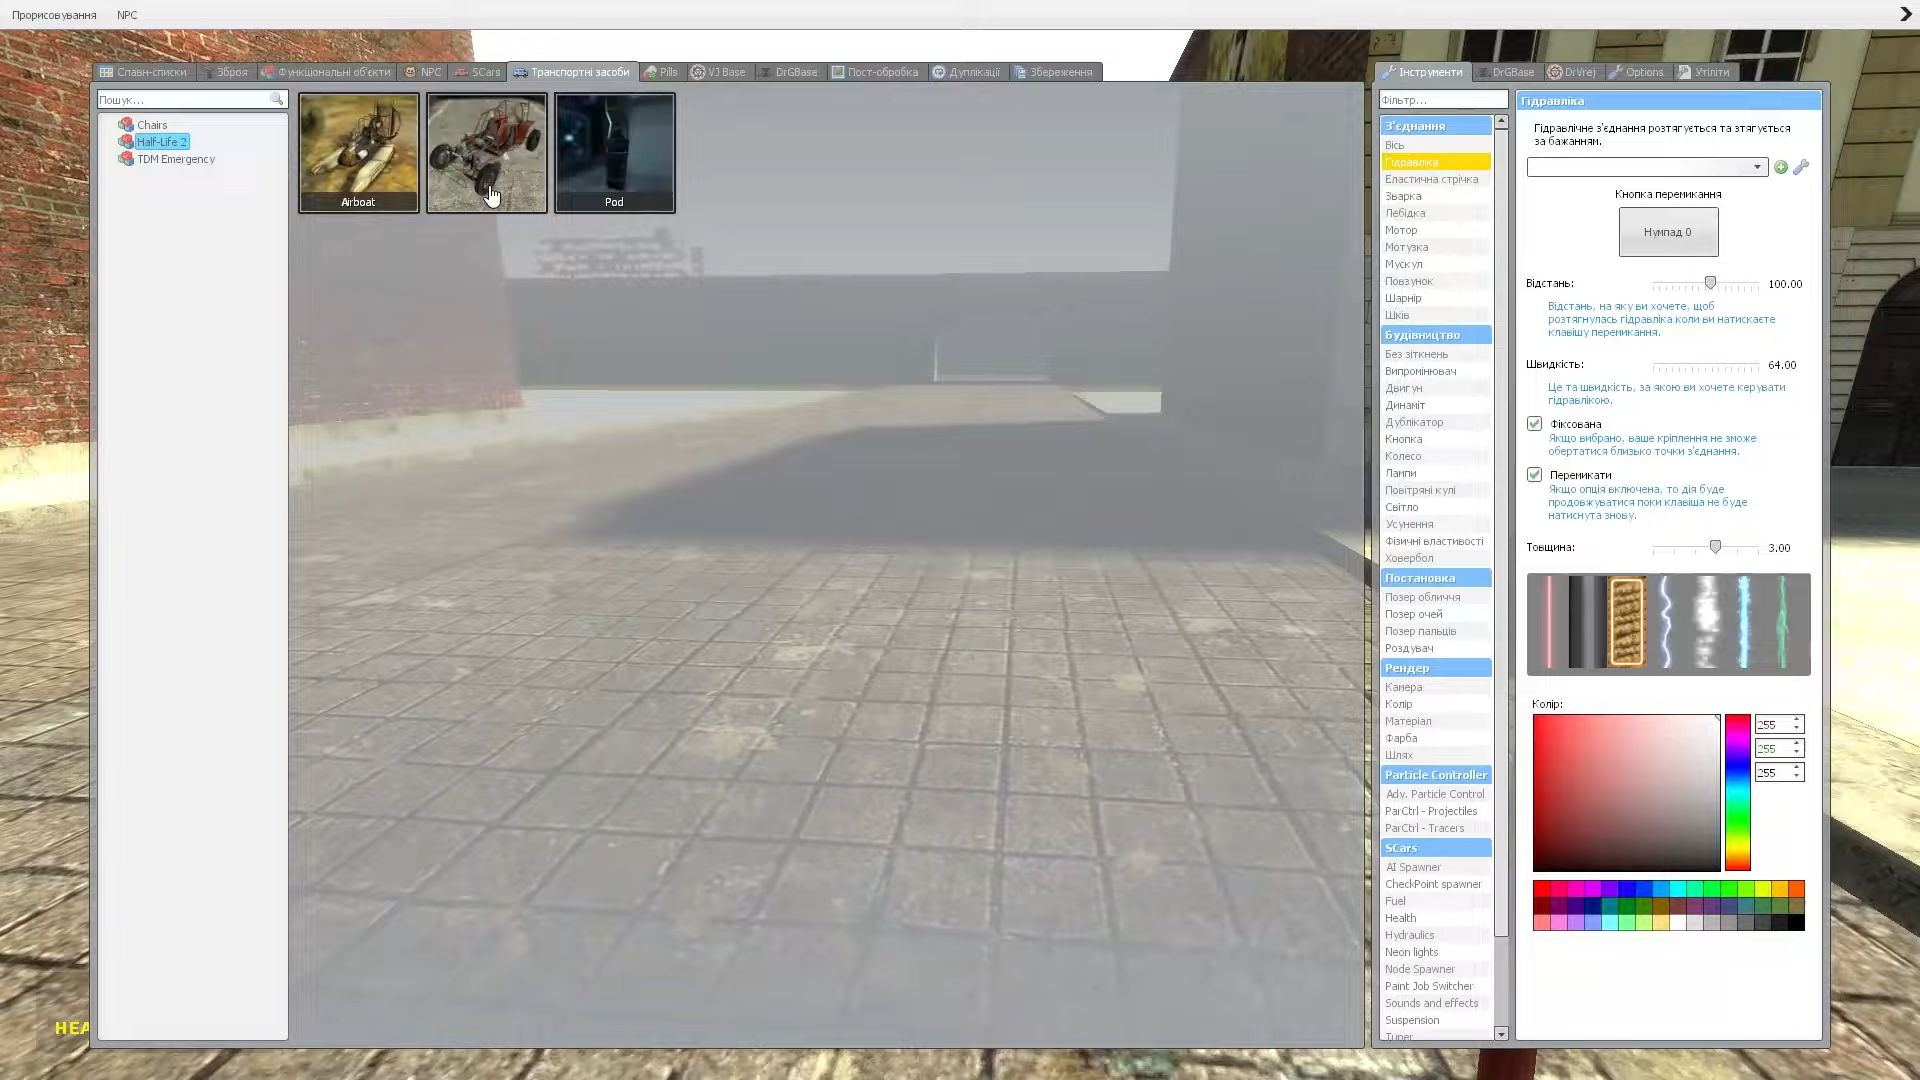 Прорисовування NPC
Спавн-списки Зброя Функціональні об'єкти NPC SCars Транспортні засоби Pills VJ Base DrGBase Пост-обробка Дуплікації Збереження
Інструменти DrGBase DrVrej Options Утиліти
Пошук...
Chairs
Half-Life 2
TDM Emergency
Airboat
Pod
HEA
Фільтр...
З'єднання
Вісь
Гідравліка
Еластична стрічка
Зварка
Лебідка
Мотор
Мотузка
Мускул
Повзунок
Шарнір
Шків
Будівництво
Без зіткнень
Випромінювач
Двигун
Динаміт
Дублікатор
Кнопка
Колесо
Лампи
Повітряні кулі
Світло
Усунення
Фізичні властивості
Ховербол
Постановка
Позер обличчя
Позер очей
Позер пальців
Роздувач
Рендер
Камера
Колір
Матеріал
Фарба
Шлях
Particle Controller
Adv. Particle Control
ParCtrl - Projectiles
ParCtrl - Tracers
SCars
AI Spawner
CheckPoint spawner
Fuel
Health
Hydraulics
Neon lights
Node Spawner
Paint Job Switcher
Sounds and effects
Suspension
Tuner
Гідравліка
Гідравлічне з'єднання розтягується та зтягується
за бажанням.
Кнопка перемикання
Нумпад 0
Відстань: 100.00
Відстань, на яку ви хочете, щоб
розтягнулась гідравліка коли ви натискаєте
клавішу перемикання.
Швидкість: 64.00
Це та швидкість, за якою ви хочете керувати
гідравлікою.
Фіксована
Якщо вибрано, ваше кріплення не зможе
обертатися близько точки з'єднання.
Перемикати
Якщо опція включена, то дія буде
продовжуватися поки клавіша не буде
натиснута знову.
Товщина: 3.00
Колір:
255
255
255